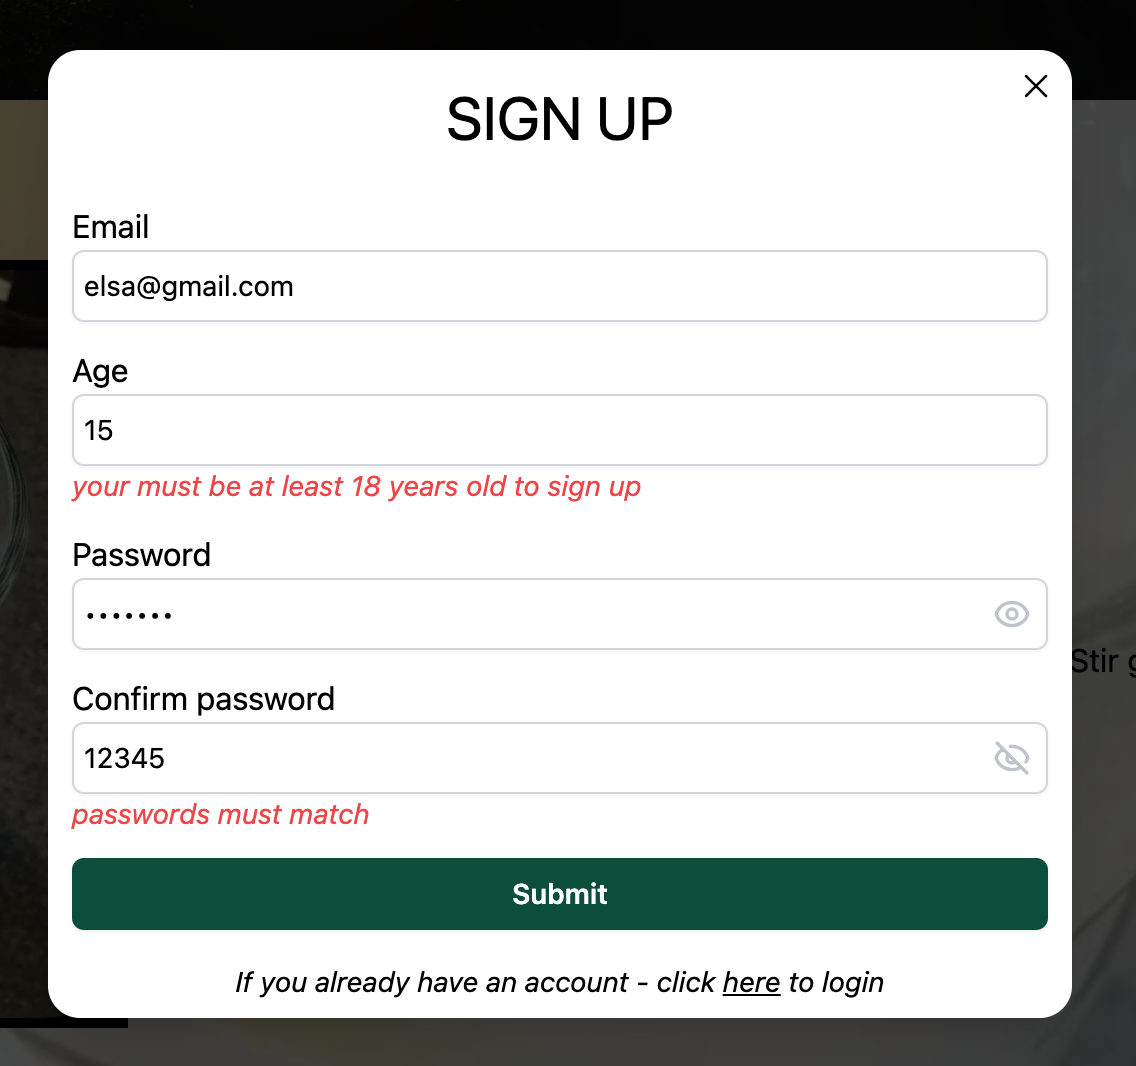 SIGN UP
Email
elsa@gmail.com
Age
15
your must be at least 18 years old to sign up
Password
•••••••
Stir
Confirm password
12345
passwords must match
Submit
If you already have an account - click here to login